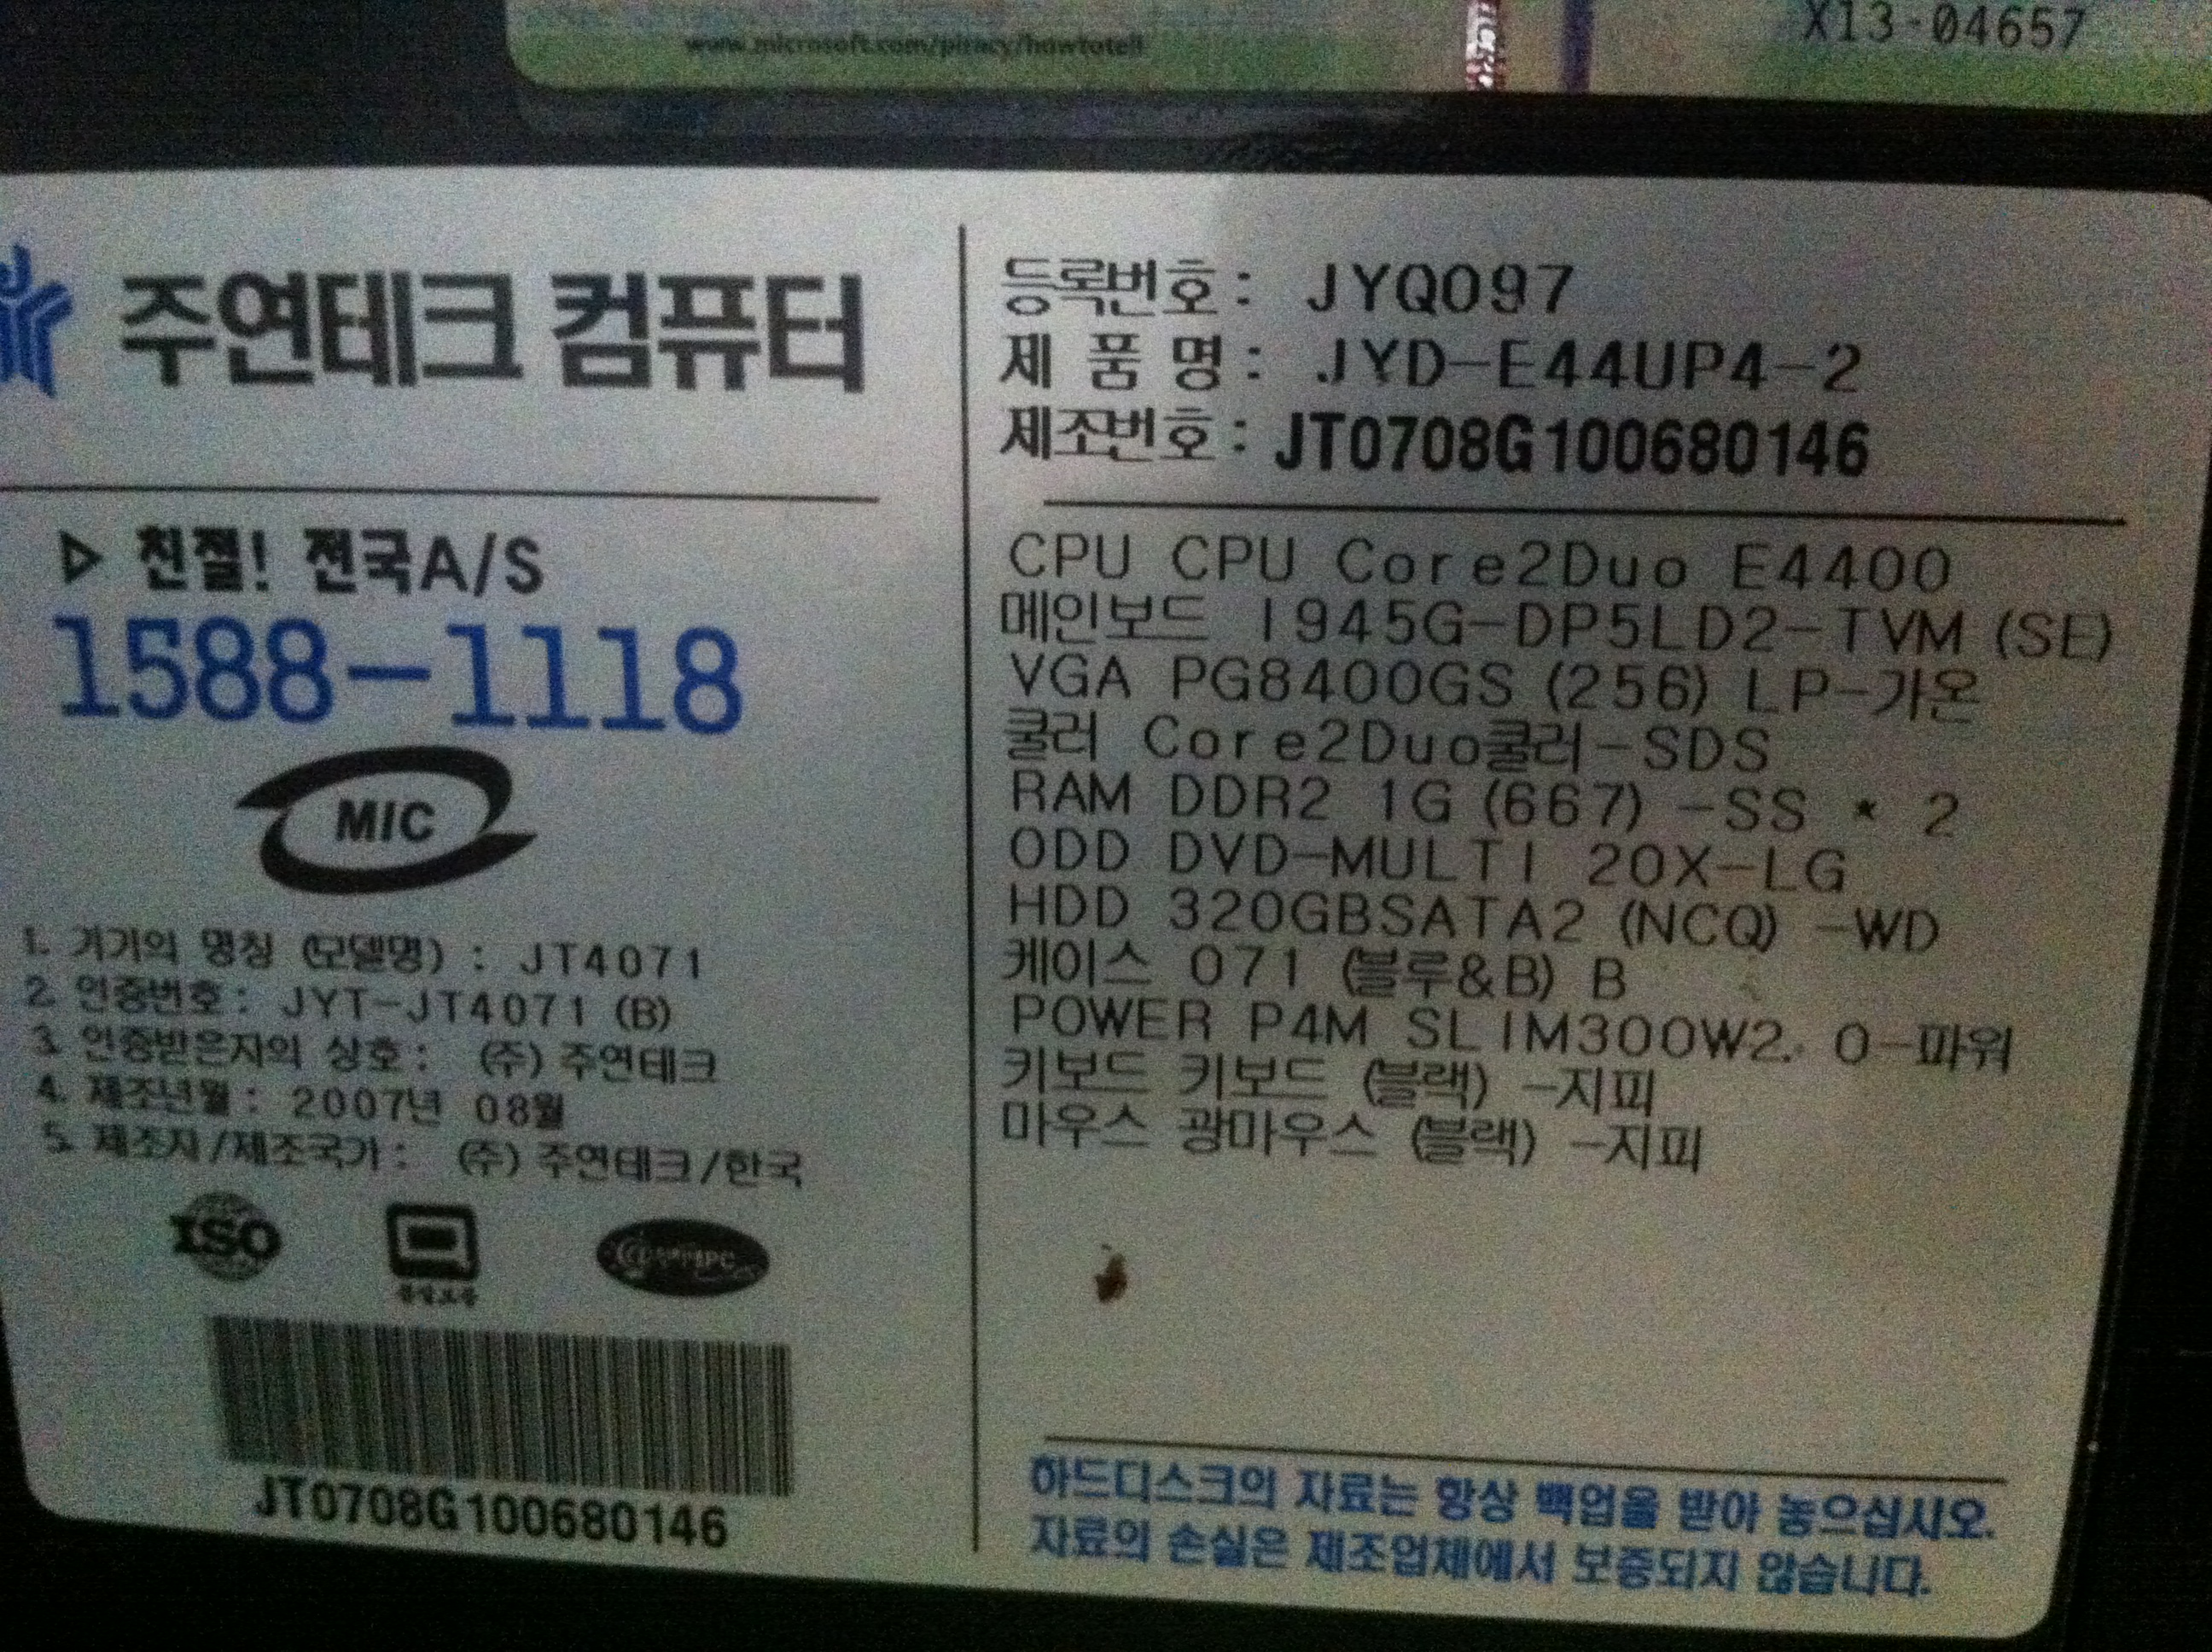 www.microsoft.com/piracy/howtotell
X13-04657
주연테크 컴퓨터
▷ 친절! 전국A/S
1588-1118
MIC
1. 기기의 명칭 (모델명) : JT4071
2. 인증번호 : JYT-JT4071 (B)
3. 인증받은자의 상호 : (주) 주연테크
4. 제조년월 : 2007년 08월
5. 제조자/제조국가 : (주) 주연테크/한국
ISO
JT0708G100680146
등록번호 : JYQ097
제 품 명 : JYD-E44UP4-2
제조번호 : JT0708G100680146
CPU CPU Core2Duo E4400
메인보드 I945G-DP5LD2-TVM (SE)
VGA PG8400GS (256) LP-가온
쿨러 Core2Duo쿨러-SDS
RAM DDR2 1G (667) -SS * 2
ODD DVD-MULTI 20X-LG
HDD 320GBSATA2 (NCQ) -WD
케이스 071 (블루&B) B
POWER P4M SLIM300W2. 0-파워
키보드 키보드 (블랙) -지피
마우스 광마우스 (블랙) -지피
하드디스크의 자료는 항상 백업을 받아 놓으십시오.
자료의 손실은 제조업체에서 보증되지 않습니다.